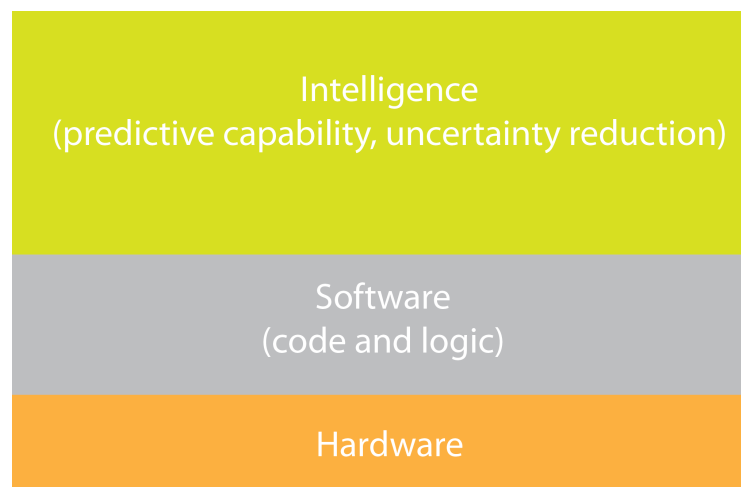 Intelligence
(predictive capability, uncertainty reduction)
Software
(code and logic)
Hardware